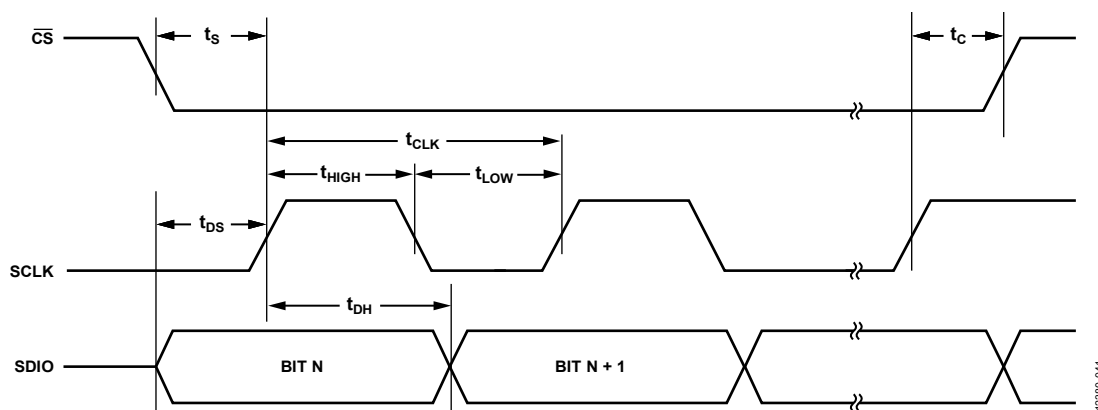 CS
tS
tC
tCLK
tHIGH
tLOW
tDS
SCLK
tDH
SDIO
BIT N
BIT N + 1